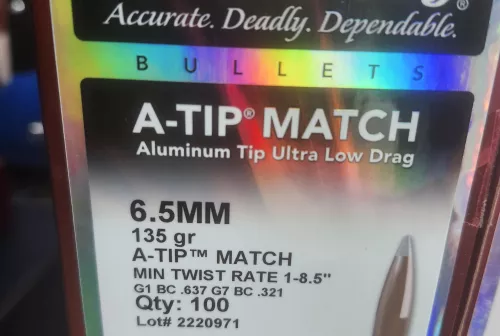 Accurate. Deadly. Dependable.
BULLETS
A-TIP® MATCH
Aluminum Tip Ultra Low Drag
6.5MM
135 gr
A-TIP™ MATCH
MIN TWIST RATE 1-8.5"
G1 BC .637 G7 BC .321
Qty: 100
Lot# 2220971